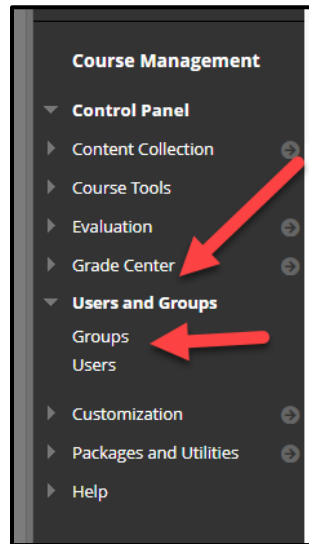 Course Management
Control Panel
Content Collection
Course Tools
Evaluation
Grade Center
Users and Groups
Groups
Users
Customization
Packages and Utilities
Help